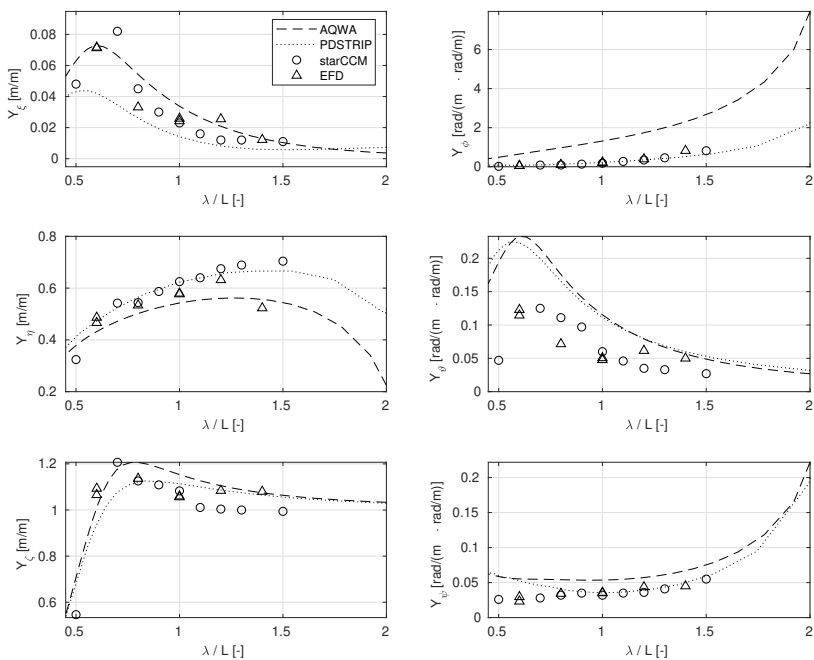 0.08
0.06
0.04
0.02
0
Y_ξ [m/m]
AQWA
PDSTRIP
starCCM
EFD
0.5 1 1.5 2
λ / L [-]
6
4
2
0
Y_ϕ [rad/(m · rad/m)]
0.5 1 1.5 2
λ / L [-]
0.8
0.6
0.4
0.2
Y_η [m/m]
0.5 1 1.5 2
λ / L [-]
0.2
0.15
0.1
0.05
0
Y_ϑ [rad/(m · rad/m)]
0.5 1 1.5 2
λ / L [-]
1.2
1
0.8
0.6
Y_ζ [m/m]
0.5 1 1.5 2
λ / L [-]
0.2
0.15
0.1
0.05
0
Y_ψ [rad/(m · rad/m)]
0.5 1 1.5 2
λ / L [-]